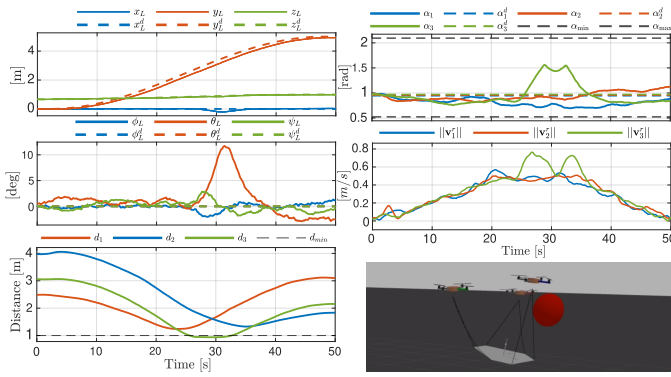 x_L y_L z_L
x_L^d y_L^d z_L^d
4
2
0
[m]
φ_L θ_L ψ_L
φ_L^d θ_L^d ψ_L^d
10
5
0
[deg]
d_1 d_2 d_3 d_min
4
3
2
1
Distance [m]
0 10 20 30 40 50
Time [s]
α_1 α_1^d α_2 α_2^d
α_3 α_3^d α_min α_max
2
1.5
1
0.5
[rad]
||v_1^*|| ||v_2^*|| ||v_3^*||
0.8
0.6
0.4
0.2
0
[m/s]
0 10 20 30 40 50
Time [s]